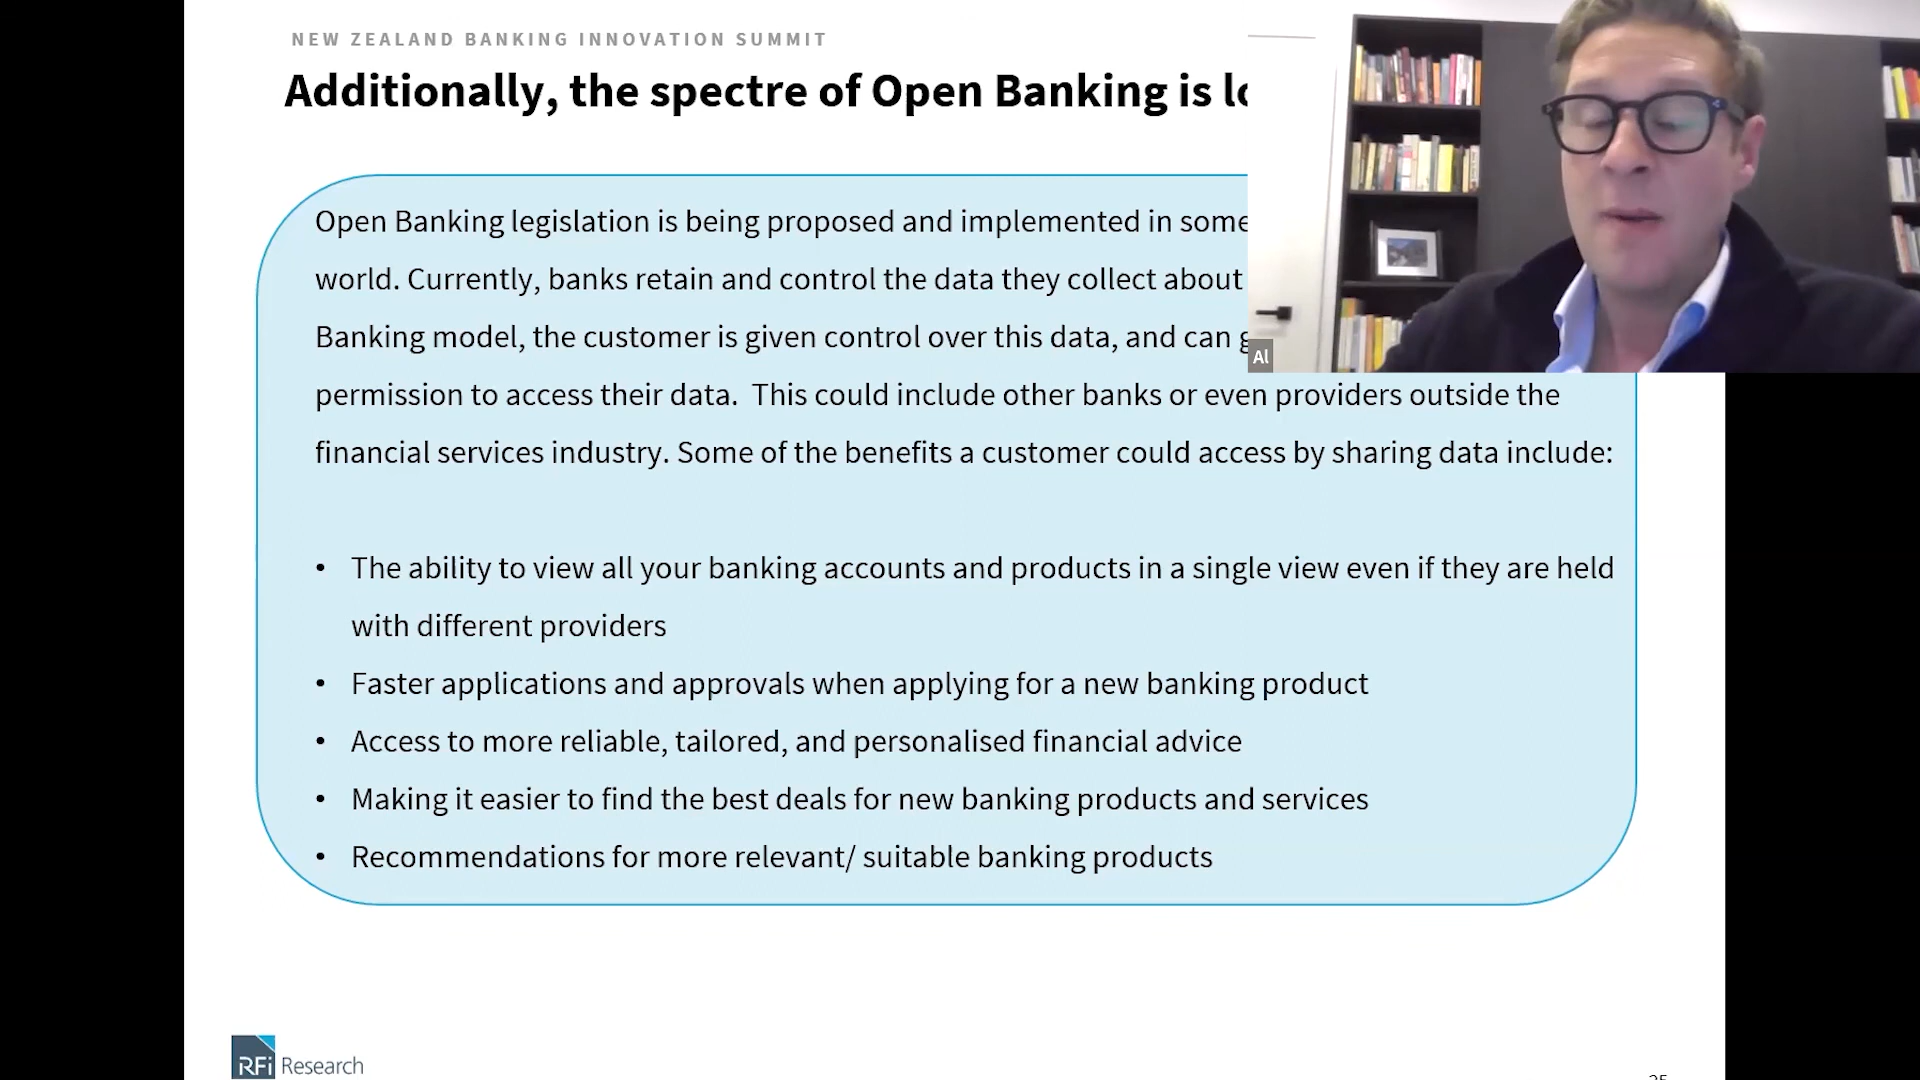 NEW ZEALAND BANKING INNOVATION SUMMIT
Additionally, the spectre of Open Banking is
Open Banking legislation is being proposed and implemented in some
world. Currently, banks retain and control the data they collect about
Banking model, the customer is given control over this data, and can
Al
permission to access their data. This could include other banks or even providers outside the
financial services industry. Some of the benefits a customer could access by sharing data include:
• The ability to view all your banking accounts and products in a single view even if they are held
with different providers
• Faster applications and approvals when applying for a new banking product
• Access to more reliable, tailored, and personalised financial advice
• Making it easier to find the best deals for new banking products and services
• Recommendations for more relevant/ suitable banking products
RFi Research